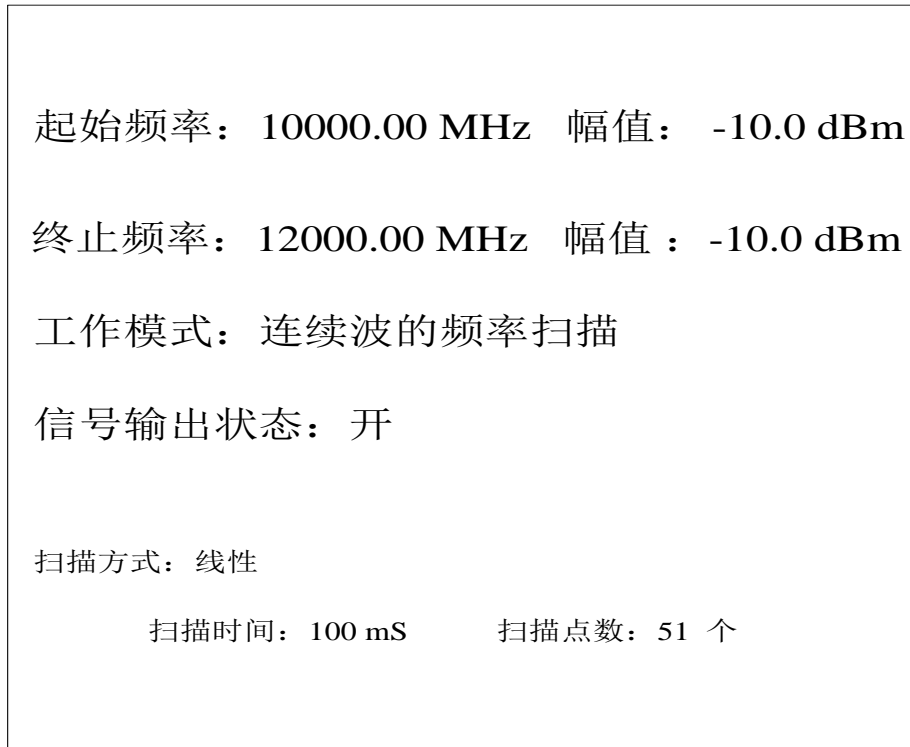 起始频率：10000.00 MHz 幅值： -10.0 dBm
终止频率：12000.00 MHz 幅值 ：-10.0 dBm
工作模式：连续波的频率扫描
信号输出状态：开
扫描方式：线性
扫描时间：100 mS 扫描点数：51 个